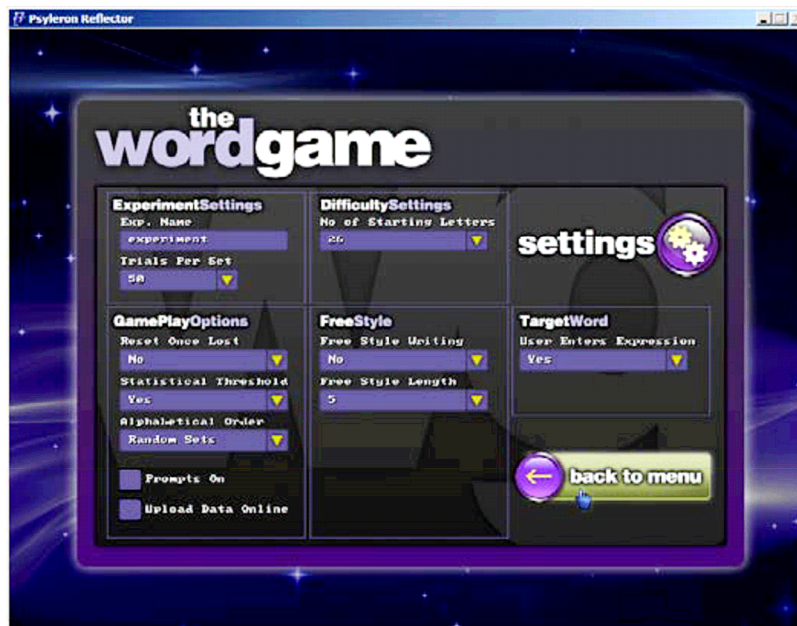 Psyleron Reflector
the
wordgame
ExperimentSettings
Exp. Name
experiment
Trials Per Set
50
DifficultySettings
No of Starting Letters
26
settings
GamePlayOptions
Reset Once Lost
No
Statistical Threshold
Yes
Alphabetical Order
Random Sets
Prompts On
Upload Data Online
FreeStyle
Free Style Writing
No
Free Style Length
5
TargetWord
User Enters Expression
Yes
back to menu